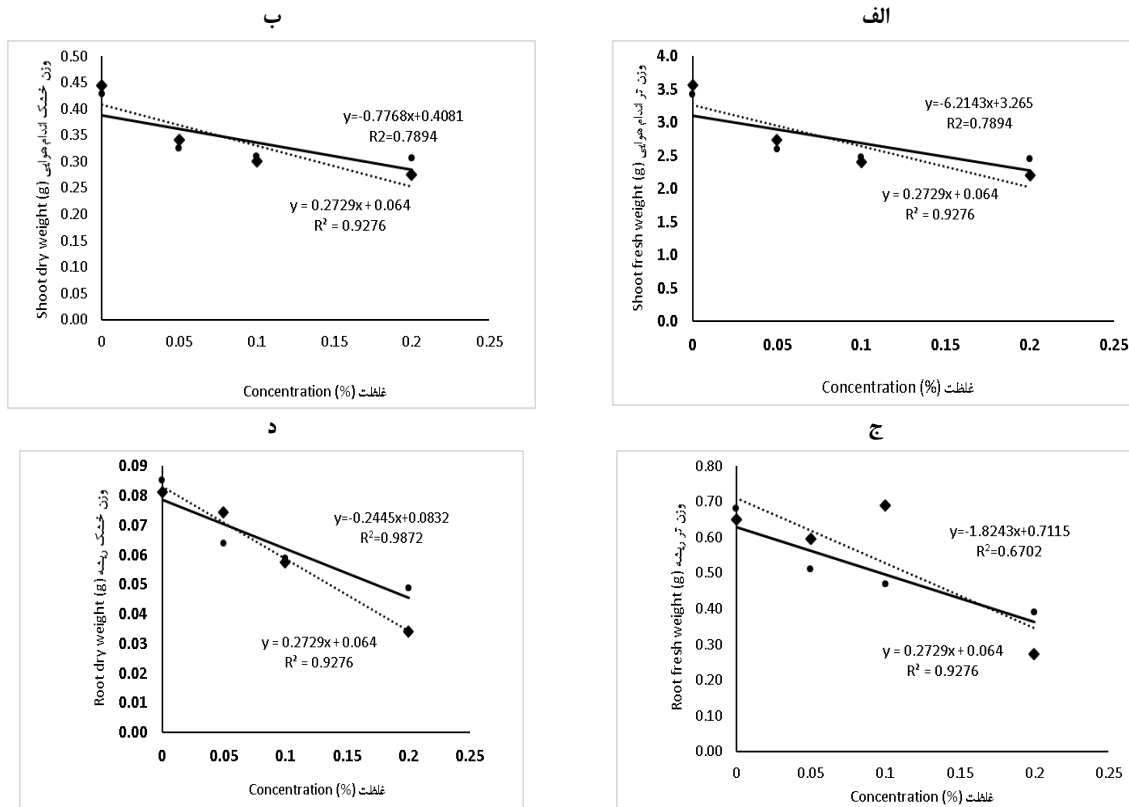 الف
4.0
3.5
3.0
2.5
2.0
1.5
1.0
0.5
0.0
Shoot fresh weight (g) وزن تر اندام هوایی
y=-6.2143x+3.265
R2=0.7894
y = 0.2729x + 0.064
R² = 0.9276
0 0.05 0.1 0.15 0.2 0.25
Concentration (%) غلظت
ب
0.50
0.45
0.40
0.35
0.30
0.25
0.20
0.15
0.10
0.05
0.00
Shoot dry weight (g) وزن خشک اندام هوایی
y=-0.7768x+0.4081
R2=0.7894
y = 0.2729x + 0.064
R² = 0.9276
0 0.05 0.1 0.15 0.2 0.25
Concentration (%) غلظت
ج
0.80
0.70
0.60
0.50
0.40
0.30
0.20
0.10
0.00
Root fresh weight (g) وزن تر ریشه
y=-1.8243x+0.7115
R²=0.6702
y = 0.2729x + 0.064
R² = 0.9276
0 0.05 0.1 0.15 0.2 0.25
Concentration (%) غلظت
د
0.09
0.08
0.07
0.06
0.05
0.04
0.03
0.02
0.01
0.00
Root dry weight (g) وزن خشک ریشه
y=-0.2445x+0.0832
R²=0.9872
y = 0.2729x + 0.064
R² = 0.9276
0 0.05 0.1 0.15 0.2 0.25
Concentration (%) غلظت